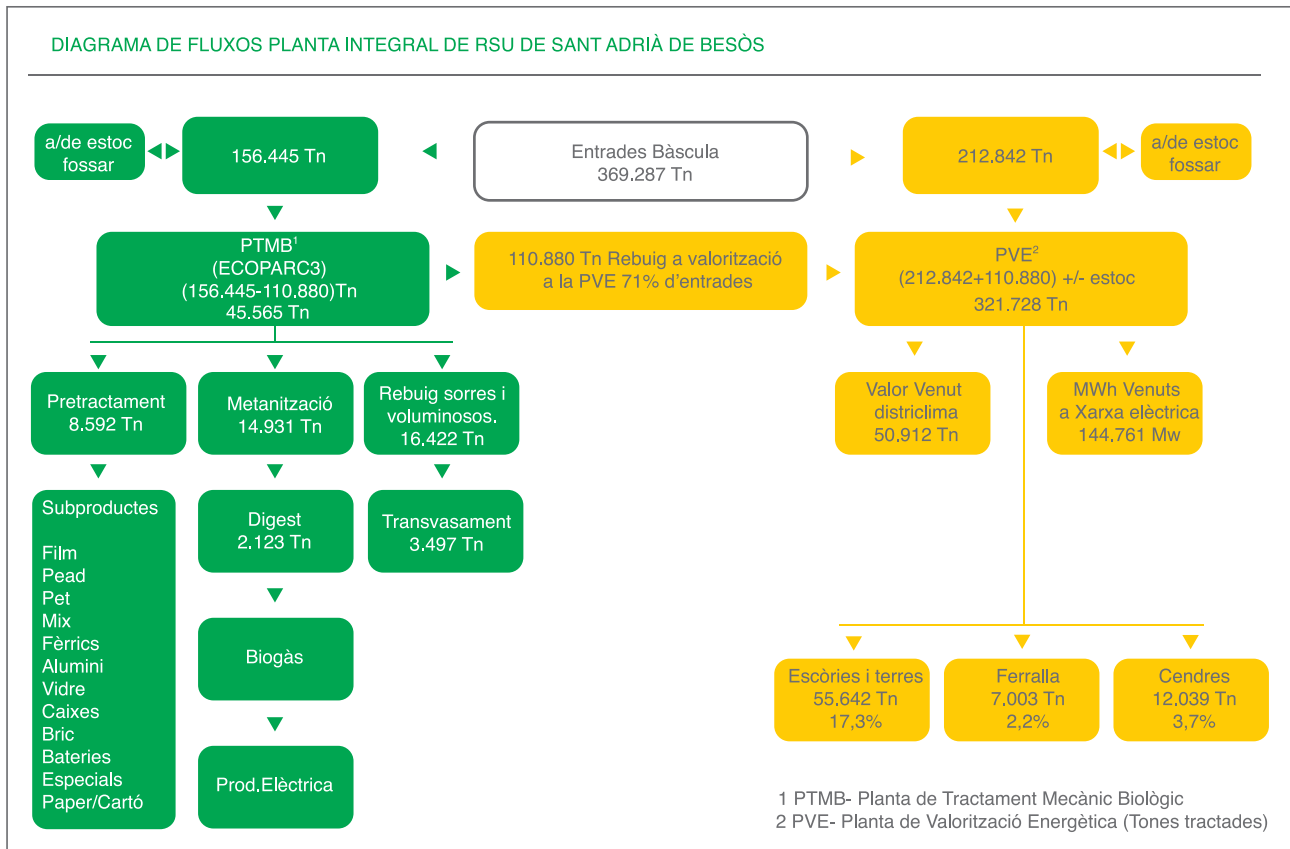 DIAGRAMA DE FLUXOS PLANTA INTEGRAL DE RSU DE SANT ADRIÀ DE BESÒS
a/de estoc
fossar
156.445 Tn
Entrades Bàscula
369.287 Tn
212.842 Tn
a/de estoc
fossar
PTMB¹
(ECOPARC3)
(156.445-110.880)Tn
45.565 Tn
110.880 Tn Rebuig a valorització
a la PVE 71% d'entrades
PVE²
(212.842+110.880) +/- estoc
321.728 Tn
Pretractament
8.592 Tn
Metanització
14.931 Tn
Rebuig sorres i
voluminosos.
16.422 Tn
Valor Venut
districlima
50.912 Tn
MWh Venuts
a Xarxa elèctrica
144.761 Mw
Subproductes
Film
Pead
Pet
Mix
Fèrrics
Alumini
Vidre
Caixes
Bric
Bateries
Especials
Paper/Cartó
Digest
2.123 Tn
Transvasament
3.497 Tn
Biogàs
Prod.Elèctrica
Escòries i terres
55.642 Tn
17,3%
Ferralla
7.003 Tn
2,2%
Cendres
12.039 Tn
3,7%
1 PTMB- Planta de Tractament Mecànic Biològic
2 PVE- Planta de Valorització Energètica (Tones tractades)